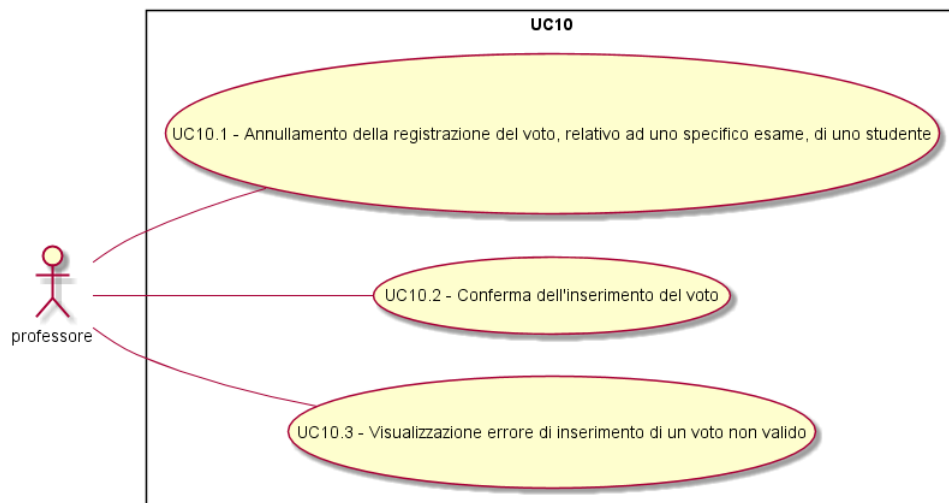 UC10
UC10.1 - Annullamento della registrazione del voto, relativo ad uno specifico esame, di uno studente
UC10.2 - Conferma dell'inserimento del voto
professore
UC10.3 - Visualizzazione errore di inserimento di un voto non valido